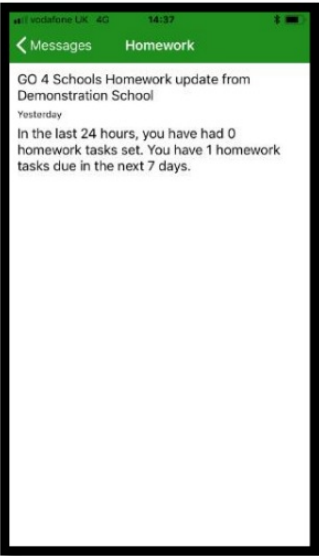 vodafone UK 4G 14:37
Messages Homework
GO 4 Schools Homework update from
Demonstration School
Yesterday
In the last 24 hours, you have had 0
homework tasks set. You have 1 homework
tasks due in the next 7 days.